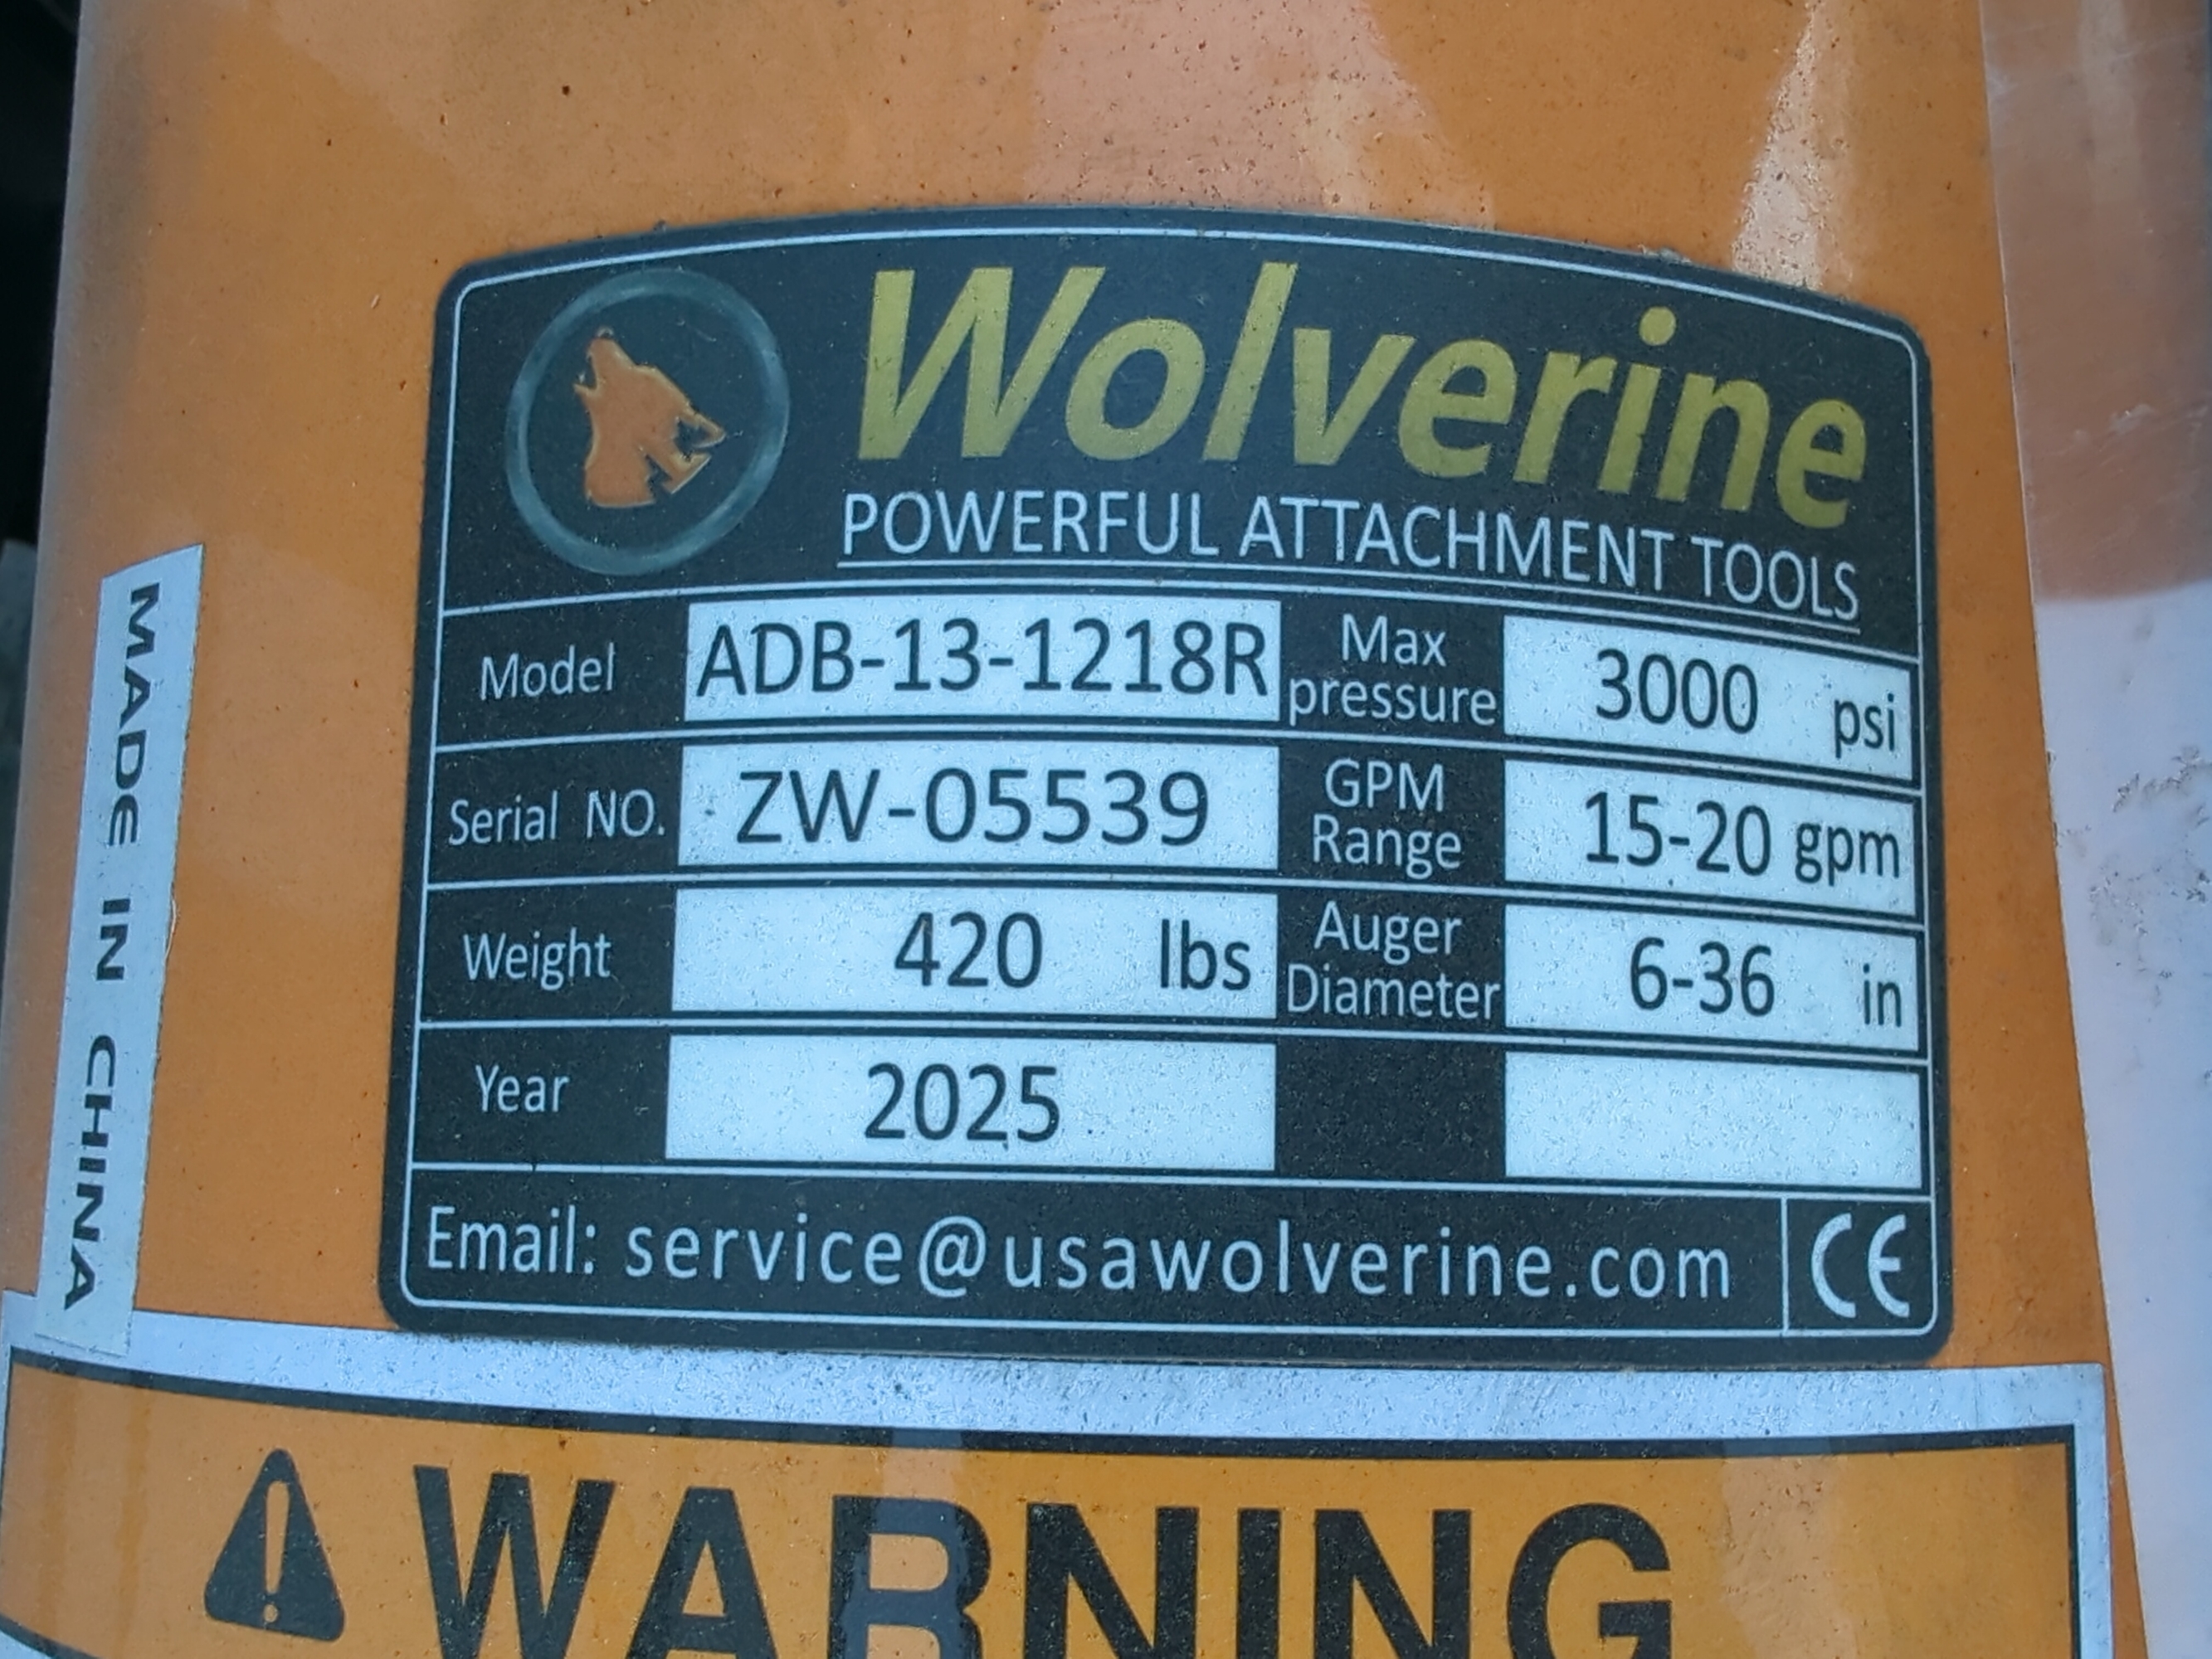 Wolverine
POWERFUL ATTACHMENT TOOLS
Model ADB-13-1218R Max pressure 3000 psi
Serial NO. ZW-05539 GPM Range 15-20 gpm
Weight 420 lbs Auger Diameter 6-36 in
Year 2025
Email: service@usawolverine.com CE
MADE IN CHINA
WARNING